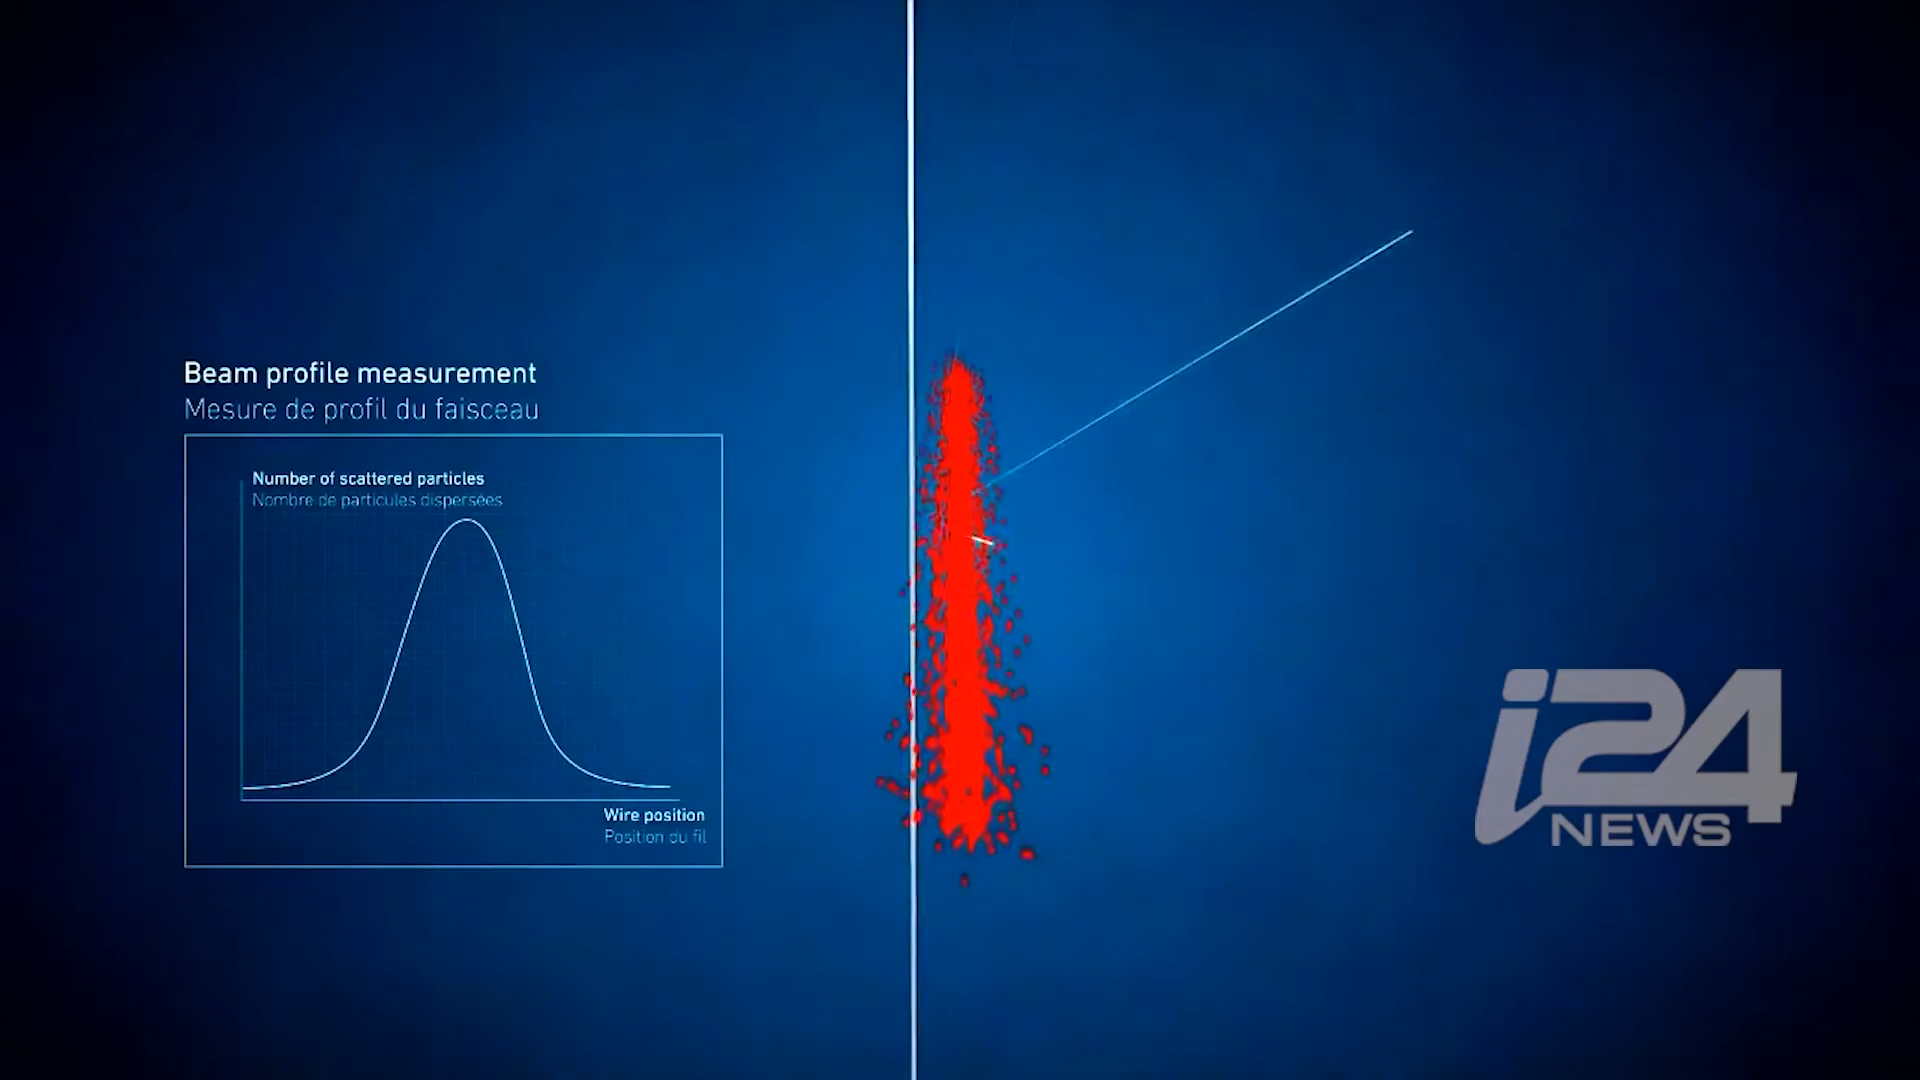 Beam profile measurement
Mesure de profil du faisceau
Number of scattered particles
Nombre de particules dispersées
Wire position
Position du fil
i24
NEWS